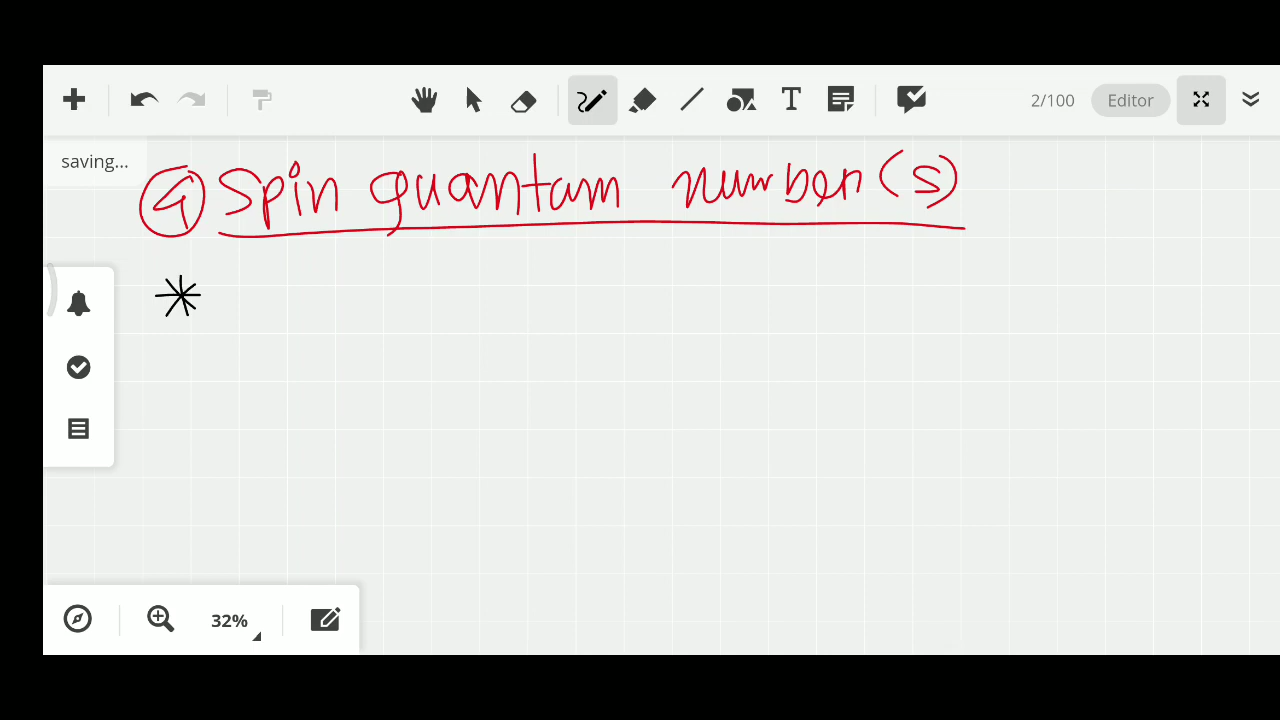 2/100 Editor
saving...
④ Spin quantam number (s)
*
32%